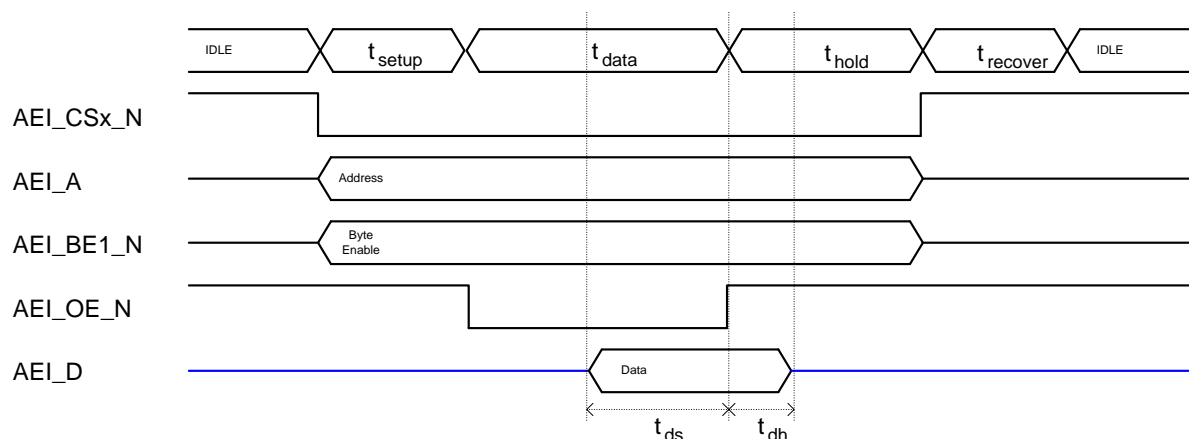 IDLE t setup t data t hold t recover IDLE
AEI_CSx_N
AEI_A Address
AEI_BE1_N Byte
Enable
AEI_OE_N
AEI_D Data
t ds t dh